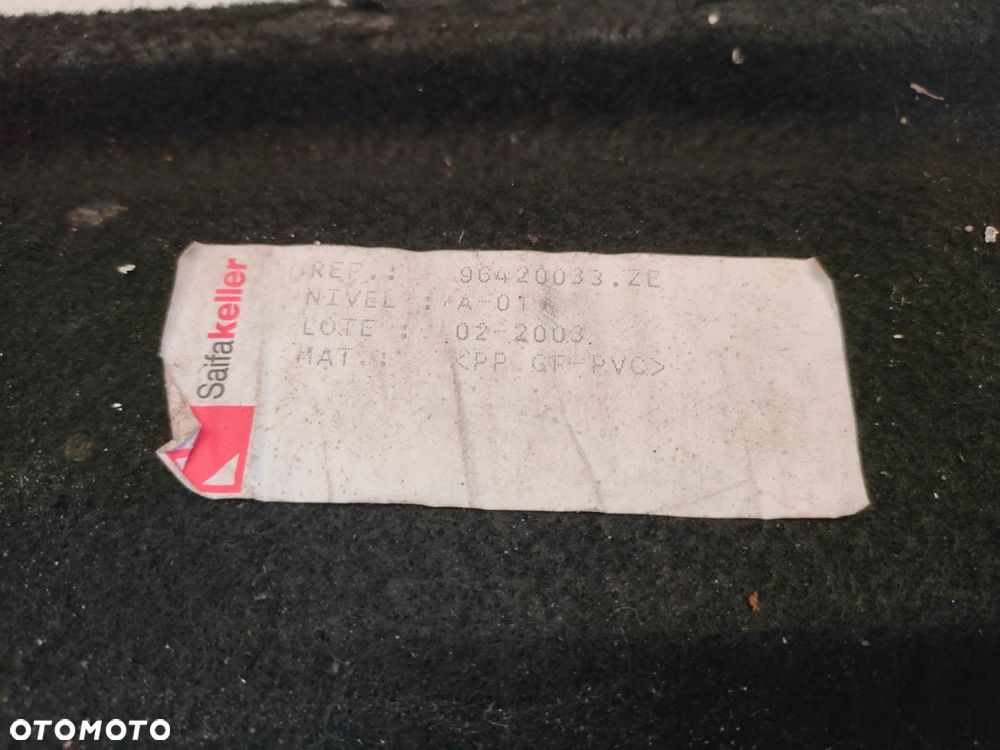 Saifakeller
REF.: 96420033.ZE
NIVEL : A-01
LOTE : 02-2003
MAT.: <PP GF-PVC>
OTOMOTO